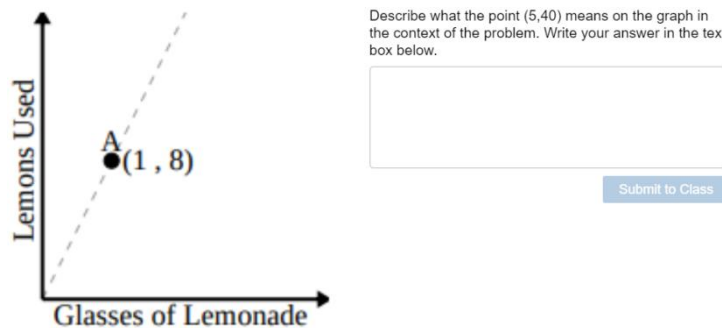 Describe what the point (5,40) means on the graph in
the context of the problem. Write your answer in the tex
box below.
Submit to Class
Lemons Used
A
(1 , 8)
Glasses of Lemonade